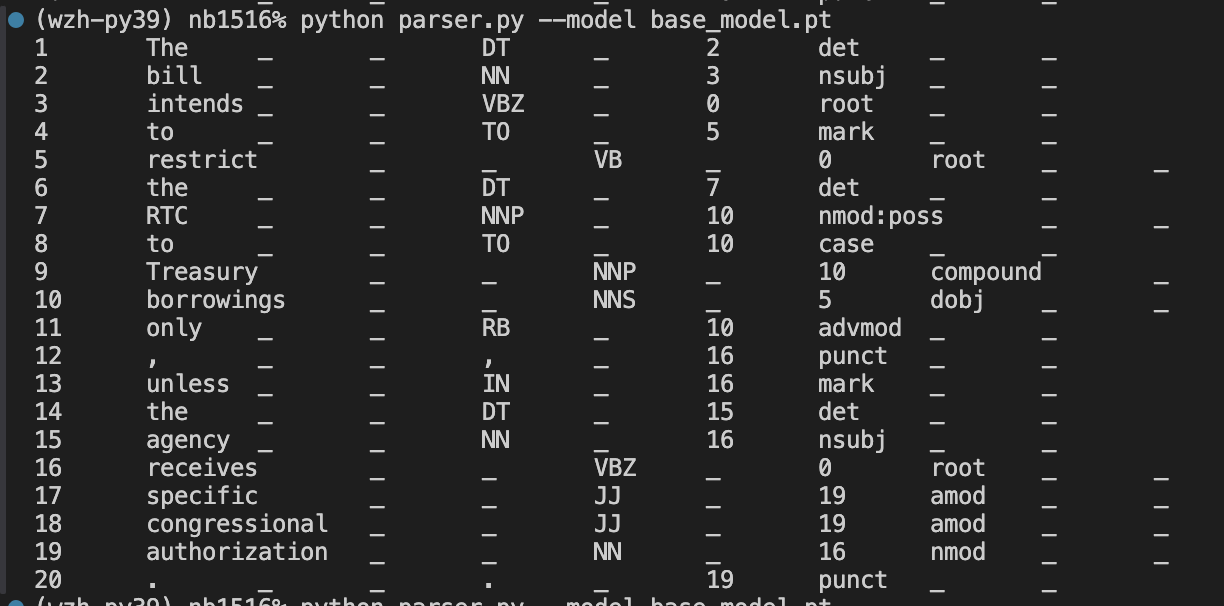 (wzh-py39) nb1516% python parser.py --model base_model.pt
1 The _ _ DT _ 2 det _ _
2 bill _ _ NN _ 3 nsubj _ _
3 intends _ _ VBZ _ 0 root _ _
4 to _ _ TO _ 5 mark _ _
5 restrict _ _ VB _ 0 root _ _
6 the _ _ DT _ 7 det _ _
7 RTC _ _ NNP _ 10 nmod:poss _ _
8 to _ _ TO _ 10 case _ _
9 Treasury _ _ NNP _ 10 compound _ _
10 borrowings _ _ NNS _ 5 dobj _ _
11 only _ _ RB _ 10 advmod _ _
12 , _ _ , _ 16 punct _ _
13 unless _ _ IN _ 16 mark _ _
14 the _ _ DT _ 15 det _ _
15 agency _ _ NN _ 16 nsubj _ _
16 receives _ _ VBZ _ 0 root _ _
17 specific _ _ JJ _ 19 amod _ _
18 congressional _ _ JJ _ 19 amod _ _
19 authorization _ _ NN _ 16 nmod _ _
20 . _ _ . _ 19 punct _ _
(wzh-py39) nb1516% python parser.py --model base_model.pt